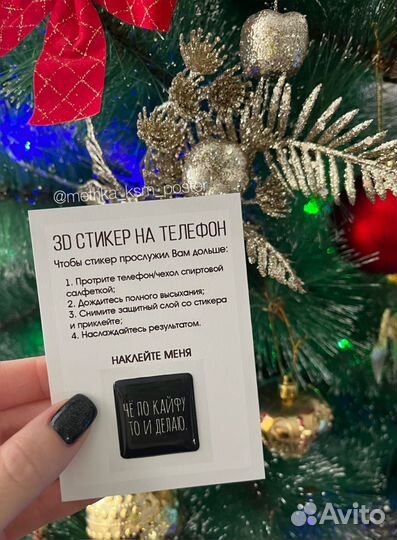 @melnka_ksm_poster
3D СТИКЕР НА ТЕЛЕФОН
Чтобы стикер прослужил Вам дольше:
1. Протрите телефон/чехол спиртовой
салфеткой;
2. Дождитесь полного высыхания;
3. Снимите защитный слой со стикера
и приклейте;
4. Наслаждайтесь результатом.
НАКЛЕЙТЕ МЕНЯ
ЧЁ ПО КАЙФУ
ТО И ДЕЛАЮ.
Avito